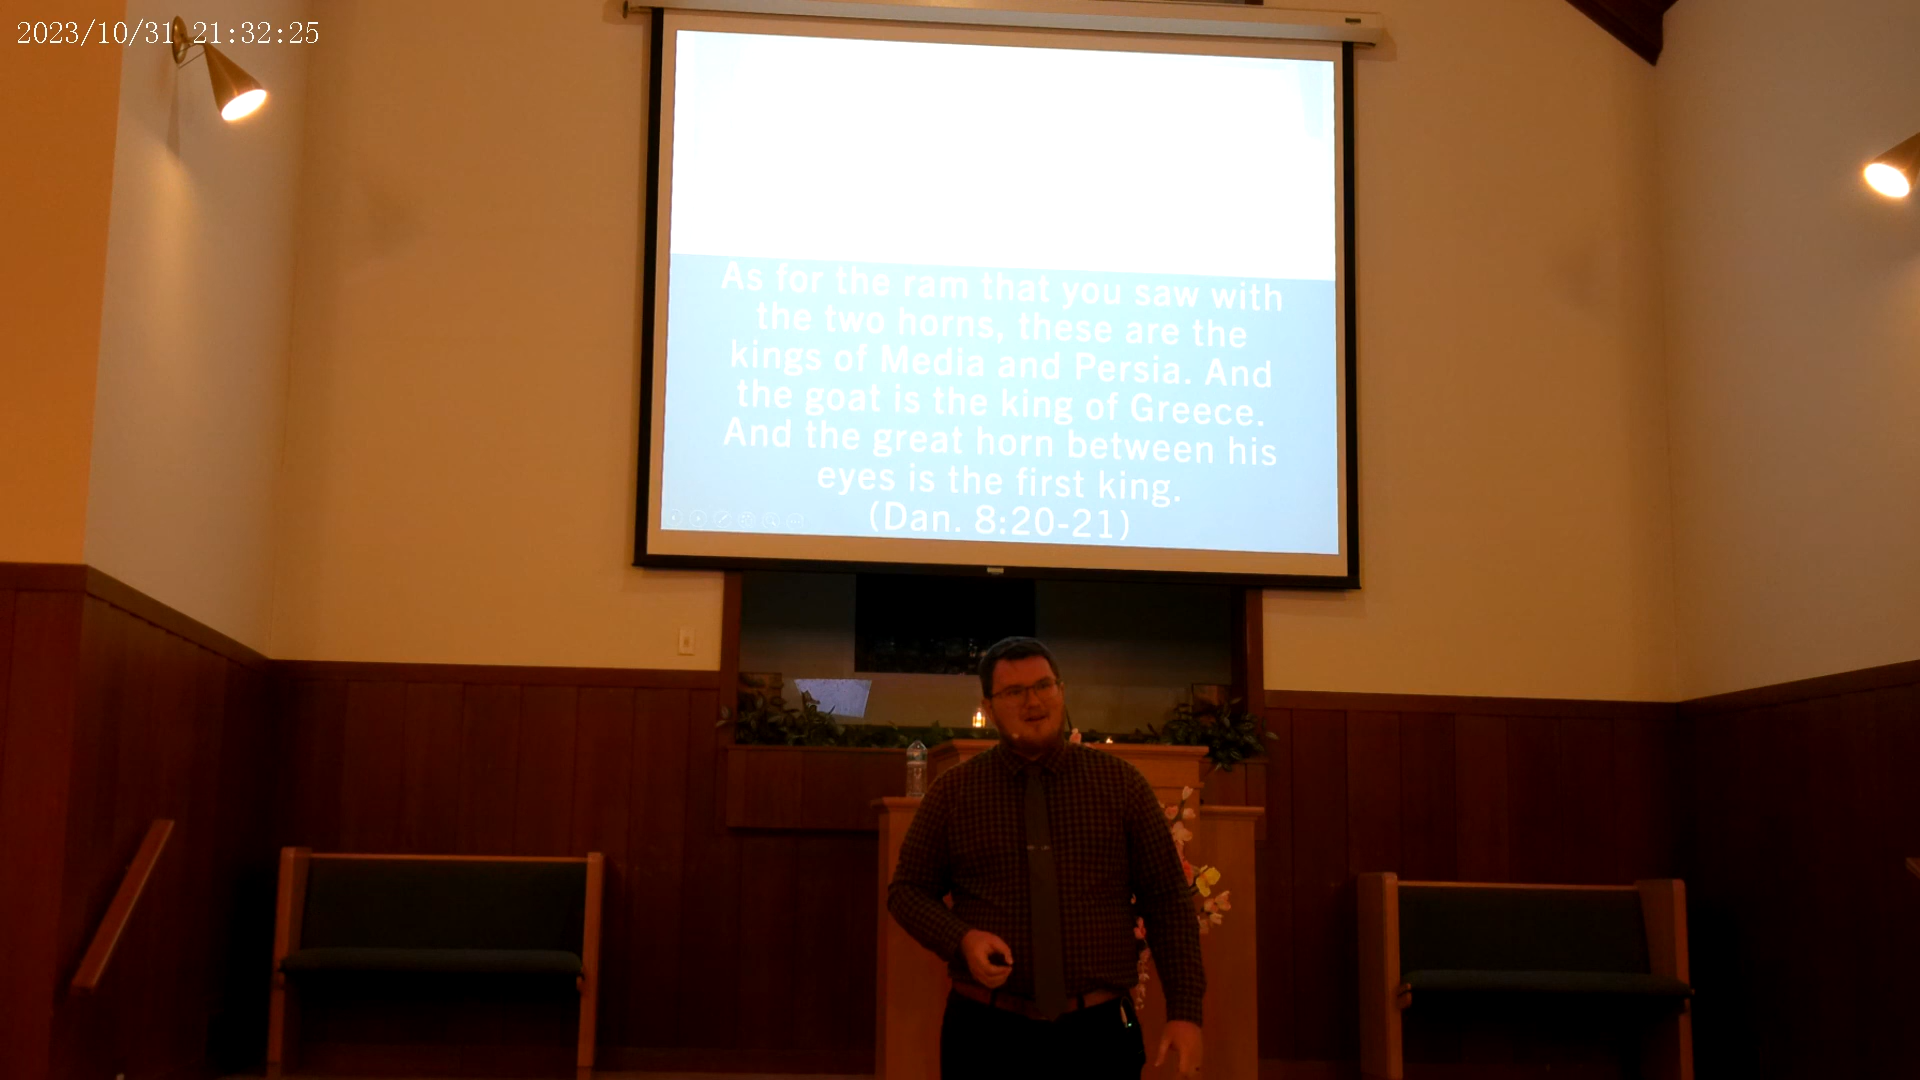 2023/10/31 21:32:25
As for the ram that you saw with
the two horns, these are the
kings of Media and Persia. And
the goat is the king of Greece.
And the great horn between his
eyes is the first king.
(Dan. 8:20-21)